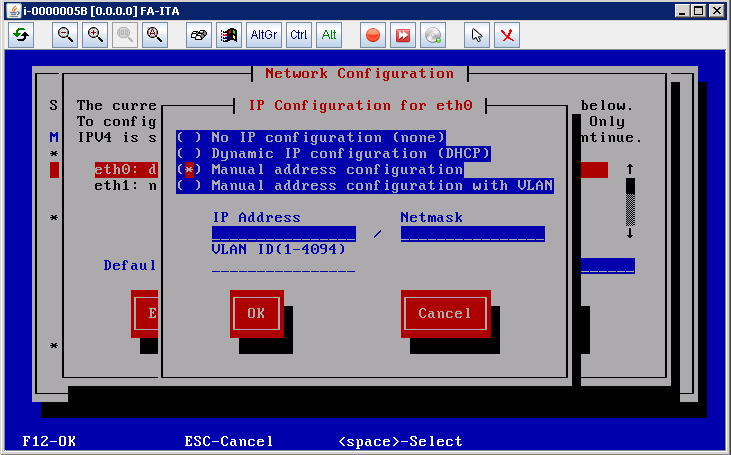 i-0000005B [0.0.0.0] FA-ITA
AltGr Ctrl Alt
Network Configuration
S The curre below.
To config Only
M IPV4 is s ntinue.
IP Configuration for eth0
( ) No IP configuration (none)
( ) Dynamic IP configuration (DHCP)
(*) Manual address configuration
( ) Manual address configuration with VLAN
* eth0: d
eth1: n
*
IP Address Netmask
________________ / ________________
VLAN ID(1-4094)
________________
Defaul
E OK Cancel
*
F12-OK ESC-Cancel <space>-Select